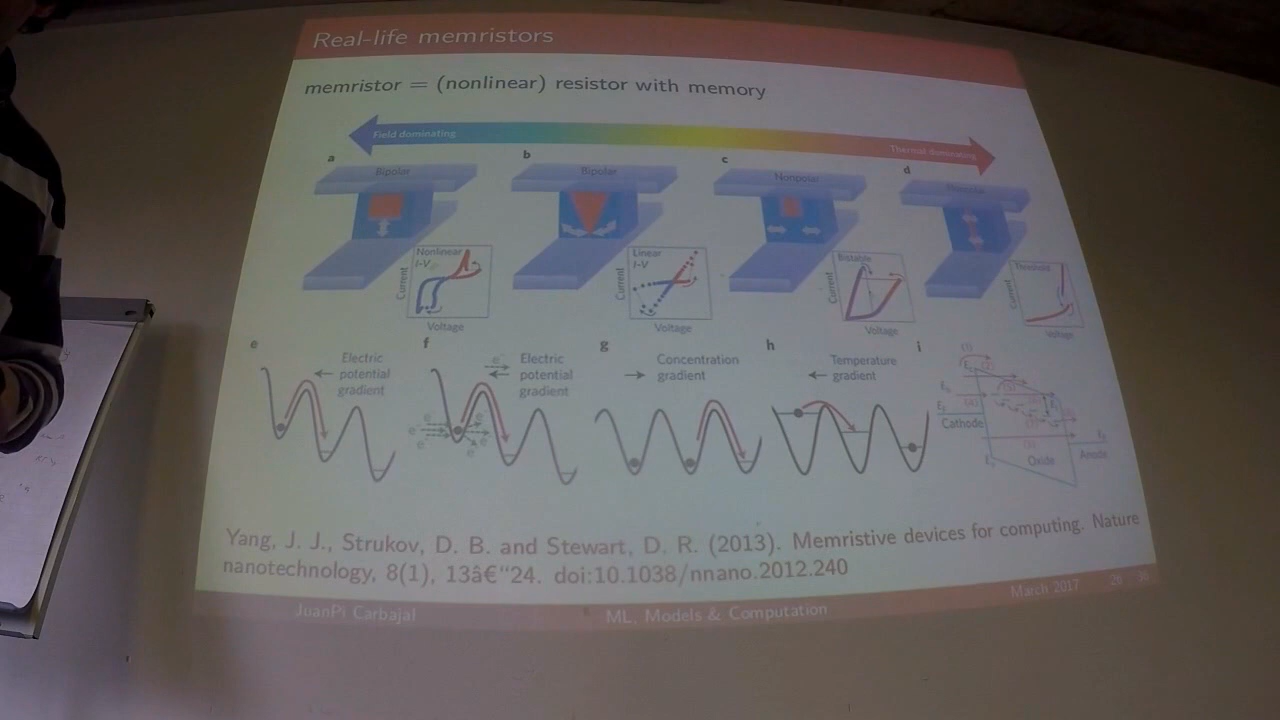 Real-life memristors
memristor = (nonlinear) resistor with memory
Field dominating
Thermal dominating
a
b
c
d
Bipolar
Bipolar
Nonpolar
Nonlinear
I-V
Current
Voltage
Linear
I-V
Current
Voltage
Bistable
Current
Voltage
Threshold
Current
Voltage
e
f
g
h
i
Electric
potential
gradient
e-
Electric
potential
gradient
Concentration
gradient
Temperature
gradient
Cathode
Oxide
Anode
Yang, J. J., Strukov, D. B. and Stewart, D. R. (2013). Memristive devices for computing. Nature
nanotechnology, 8(1), 13â€“24. doi:10.1038/nnano.2012.240
JuanPi Carbajal
ML, Models & Computation
March 2017